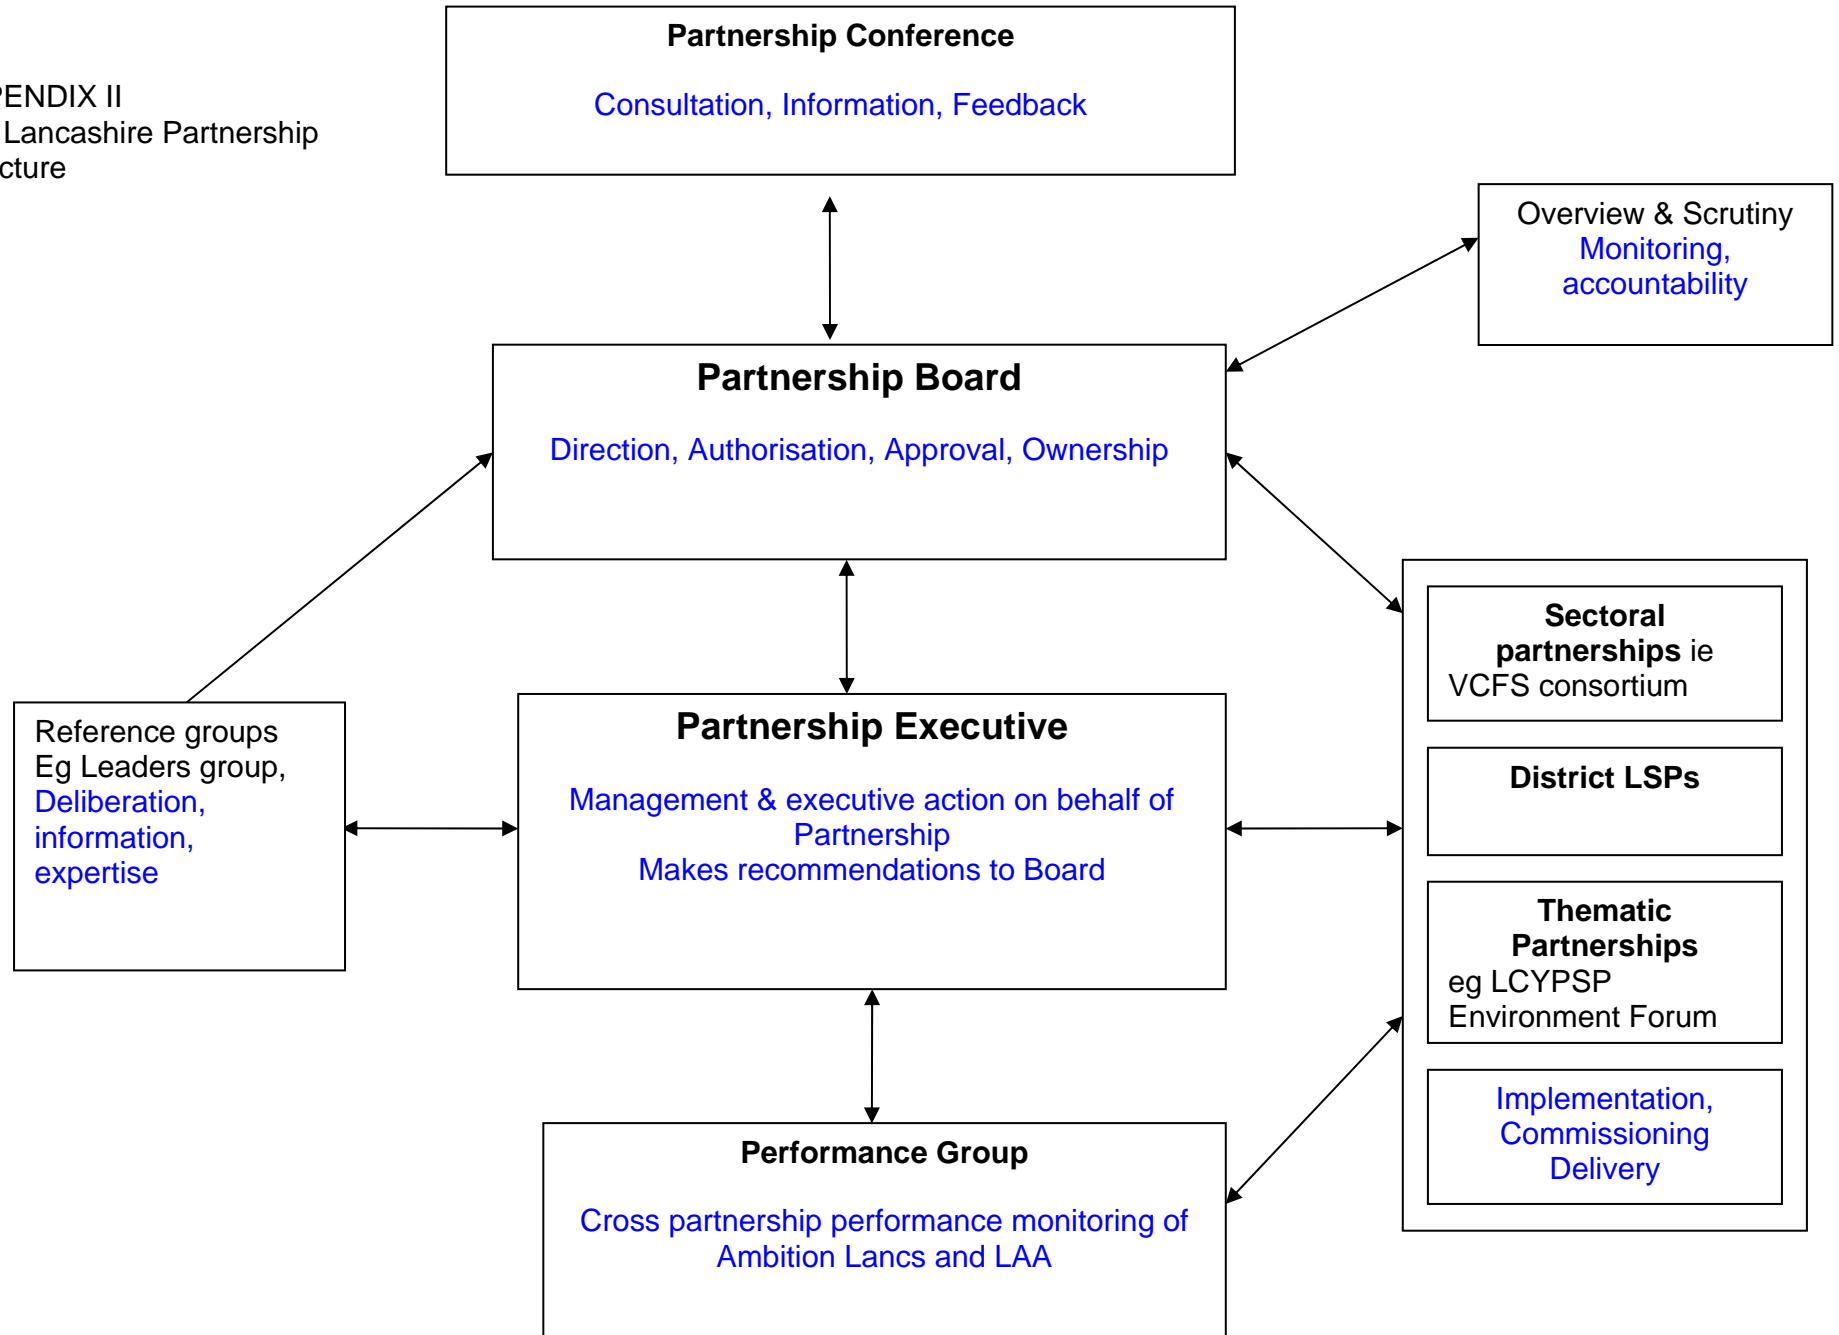 Partnership Conference
Consultation, Information, Feedback
PENDIX II
Lancashire Partnership
cture
Overview & Scrutiny
Monitoring,
accountability
Partnership Board
Direction, Authorisation, Approval, Ownership
Sectoral
partnerships ie
VCFS consortium
Reference groups
Eg Leaders group,
Deliberation,
information,
expertise
Partnership Executive
Management & executive action on behalf of
Partnership
Makes recommendations to Board
District LSPs
Thematic
Partnerships
eg LCYPSP
Environment Forum
Implementation,
Commissioning
Delivery
Performance Group
Cross partnership performance monitoring of
Ambition Lancs and LAA